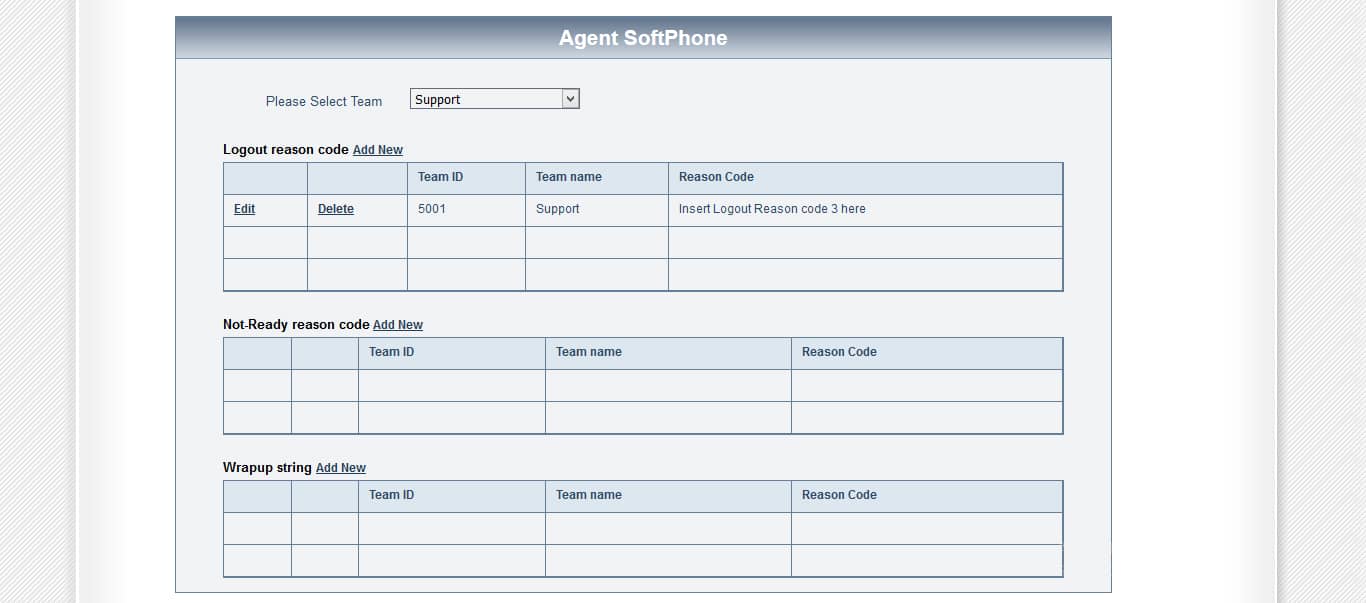 Agent SoftPhone
Please Select Team Support
Logout reason code Add New
Team ID Team name Reason Code
Edit Delete 5001 Support Insert Logout Reason code 3 here
Not-Ready reason code Add New
Team ID Team name Reason Code
Wrapup string Add New
Team ID Team name Reason Code